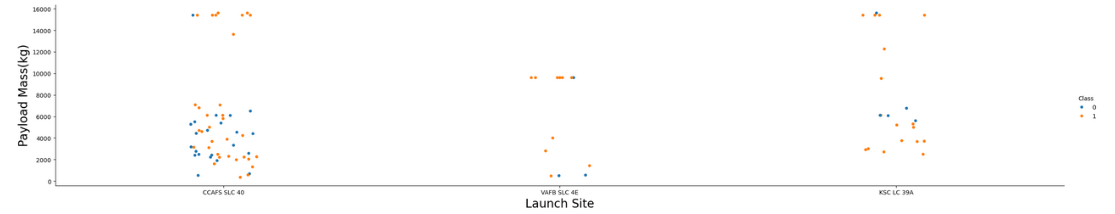 16000
14000
12000
10000
8000
6000
4000
2000
0
Payload Mass(kg)
CCAFS SLC 40
VAFB SLC 4E
KSC LC 39A
Launch Site
Class
0
1